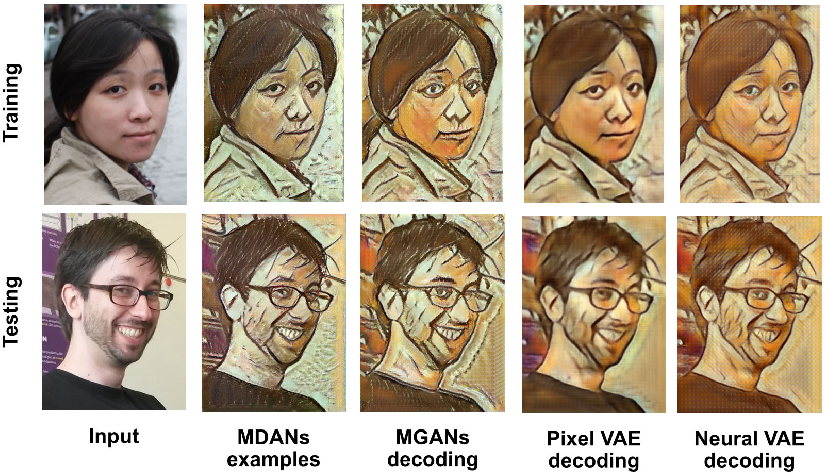 Training
Testing
Input
MDANs
examples
MGANs
decoding
Pixel VAE
decoding
Neural VAE
decoding